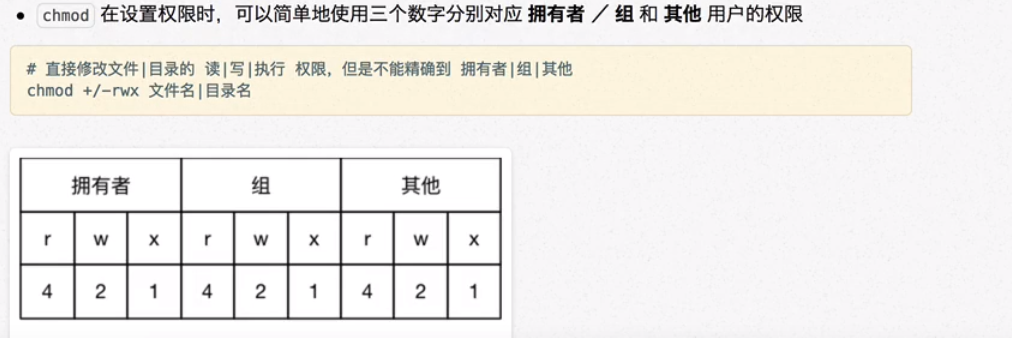 • chmod 在设置权限时，可以简单地使用三个数字分别对应 拥有者 ／ 组 和 其他 用户的权限
# 直接修改文件|目录的 读|写|执行 权限，但是不能精确到 拥有者|组|其他
chmod +/-rwx 文件名|目录名
拥有者 组 其他
r w x r w x r w x
4 2 1 4 2 1 4 2 1